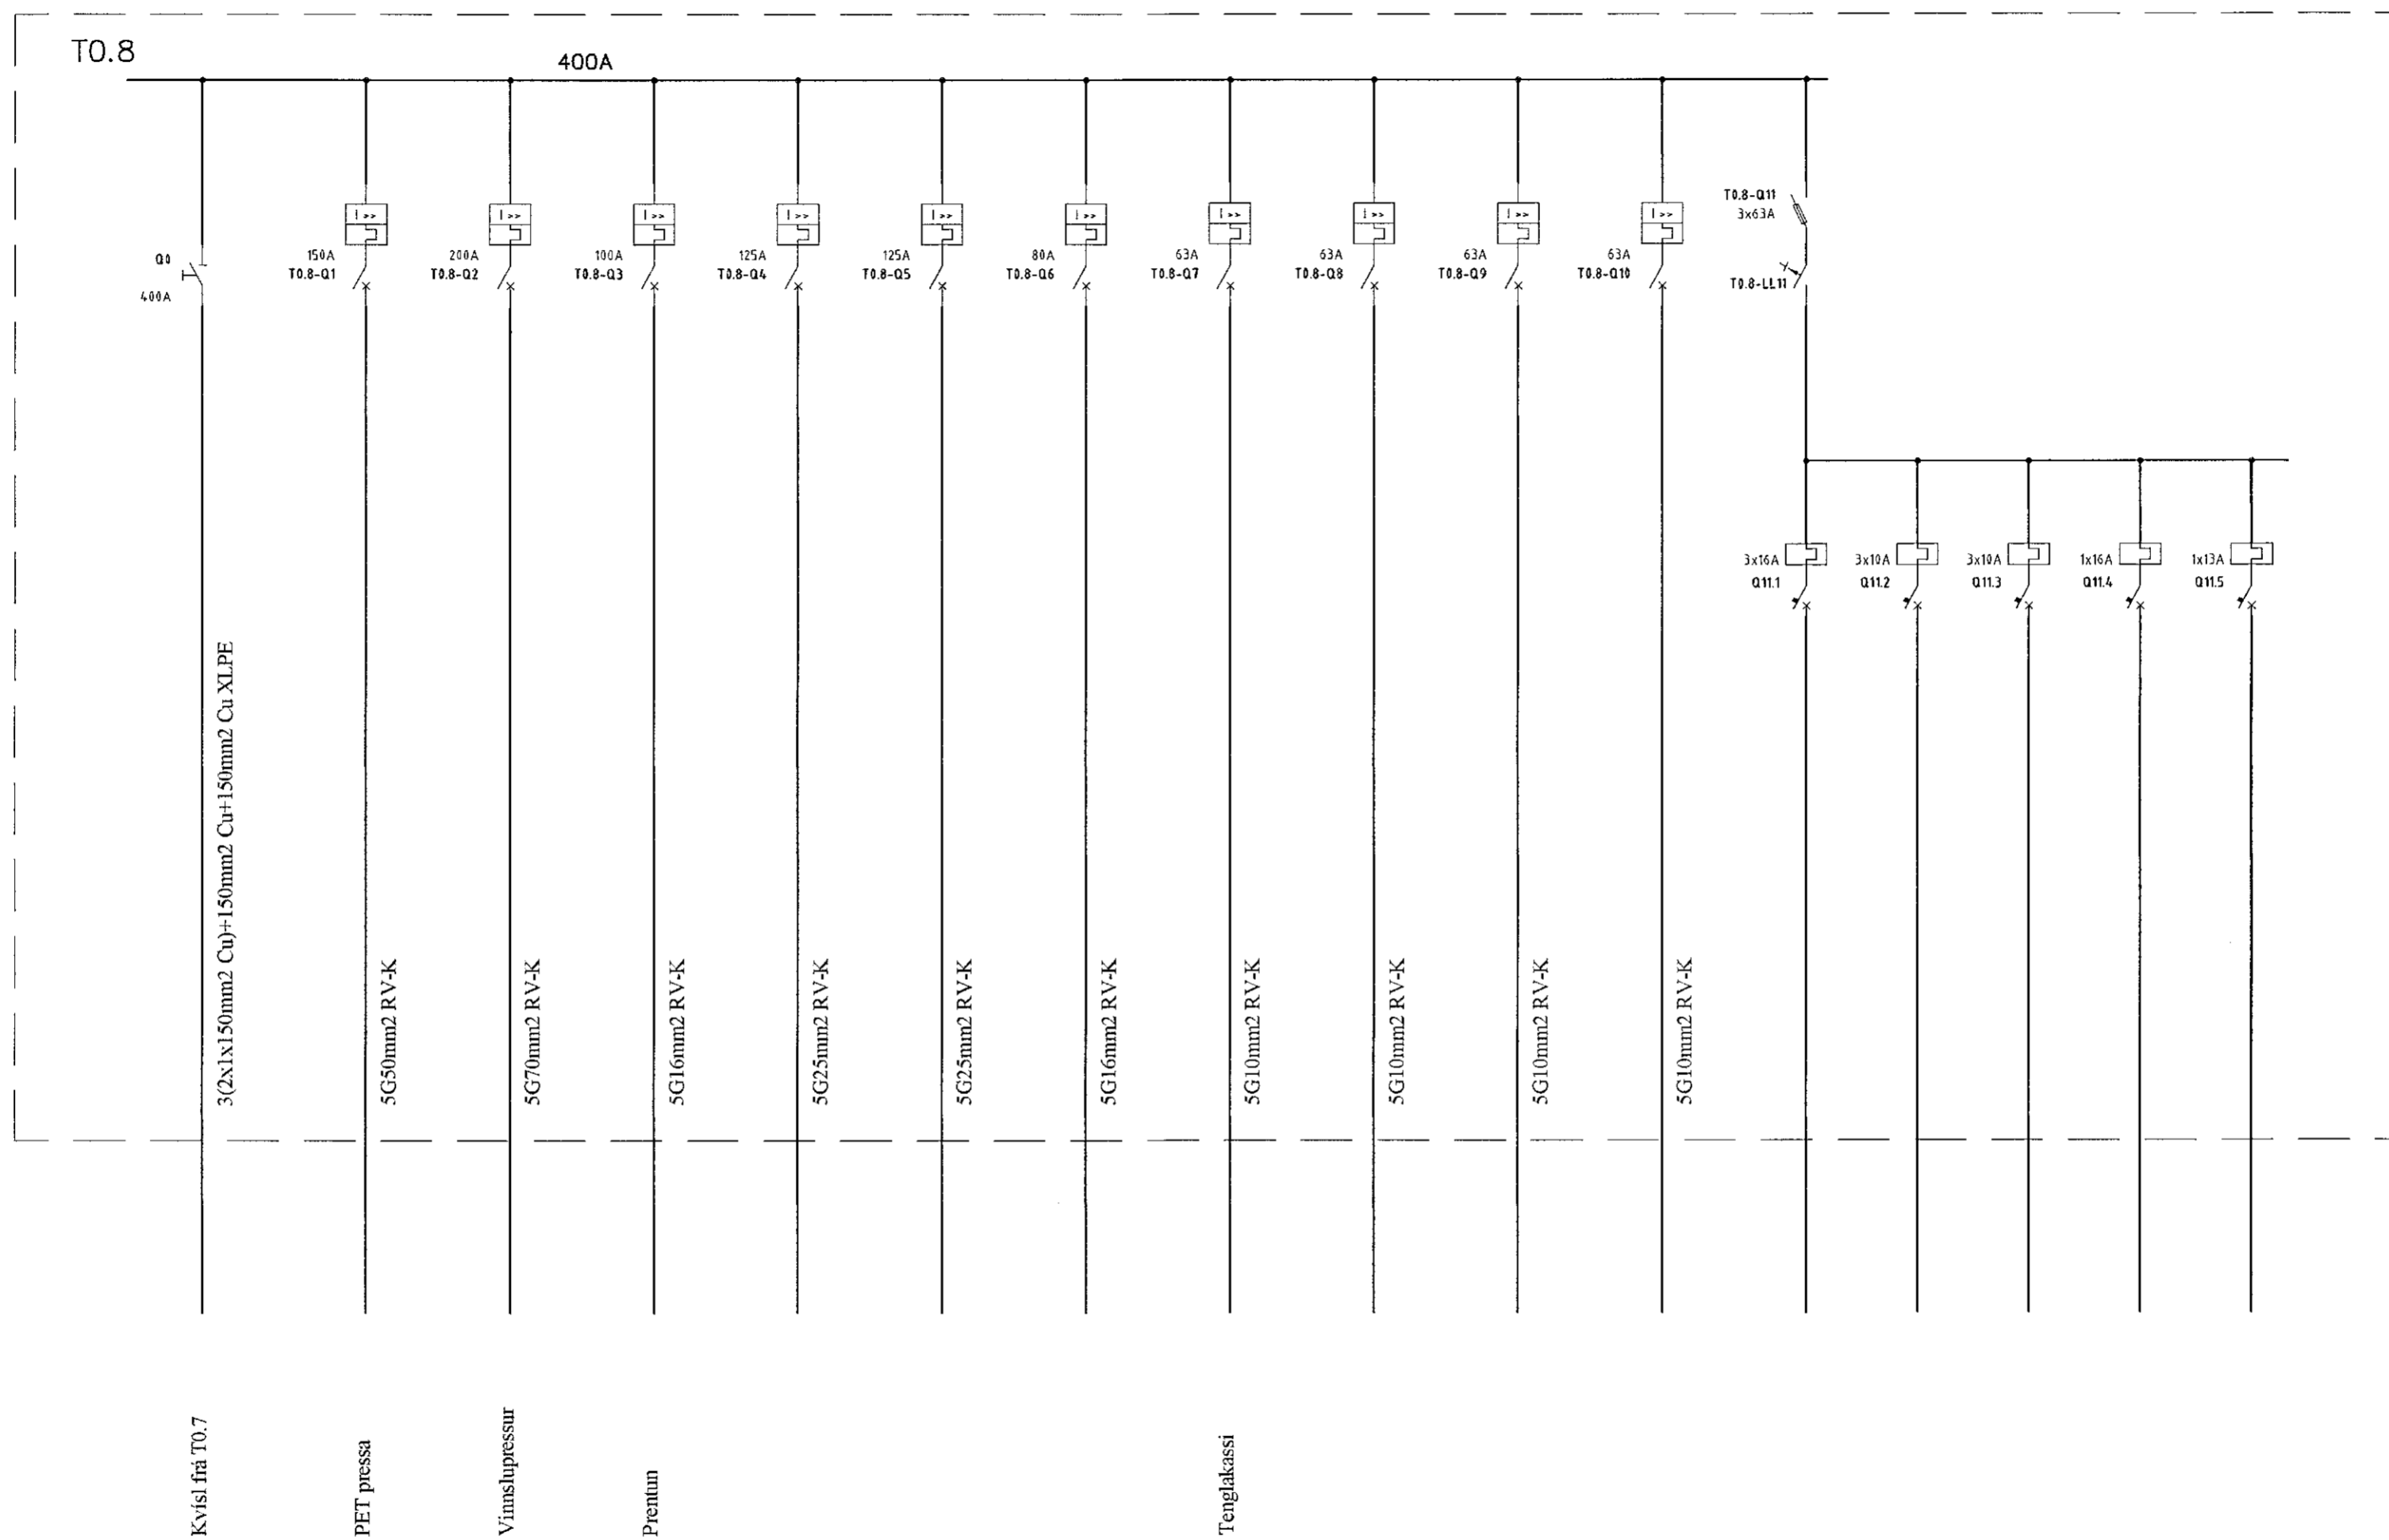 T0.8
400A
Q0
400A
150A
T0.8-Q1
200A
T0.8-Q2
100A
T0.8-Q3
125A
T0.8-Q4
125A
T0.8-Q5
80A
T0.8-Q6
63A
T0.8-Q7
63A
T0.8-Q8
63A
T0.8-Q9
63A
T0.8-Q10
T0.8-Q11
3x63A
T0.8-LL11
I >>
I >>
I >>
I >>
I >>
I >>
I >>
I >>
I >>
I >>
3x16A
Q11.1
3x10A
Q11.2
3x10A
Q11.3
1x16A
Q11.4
1x13A
Q11.5
3(2x1x150mm2 Cu)+150mm2 Cu+150mm2 Cu XLPE
5G50mm2 RV-K
5G70mm2 RV-K
5G16mm2 RV-K
5G25mm2 RV-K
5G25mm2 RV-K
5G16mm2 RV-K
5G10mm2 RV-K
5G10mm2 RV-K
5G10mm2 RV-K
5G10mm2 RV-K
Kvísl frá T0.7
PET pressa
Vinnslupressur
Prentun
Tenglakassi